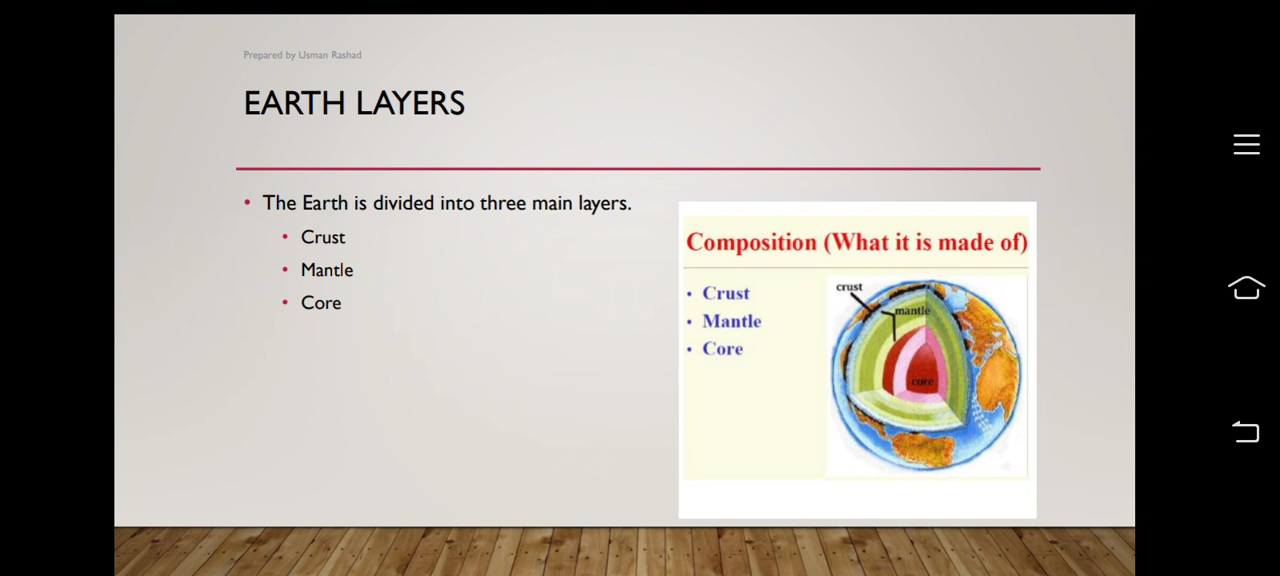 Prepared by Usman Rashad
EARTH LAYERS
• The Earth is divided into three main layers.
• Crust
• Mantle
• Core
Composition (What it is made of)
• Crust
• Mantle
• Core
crust
mantle
core